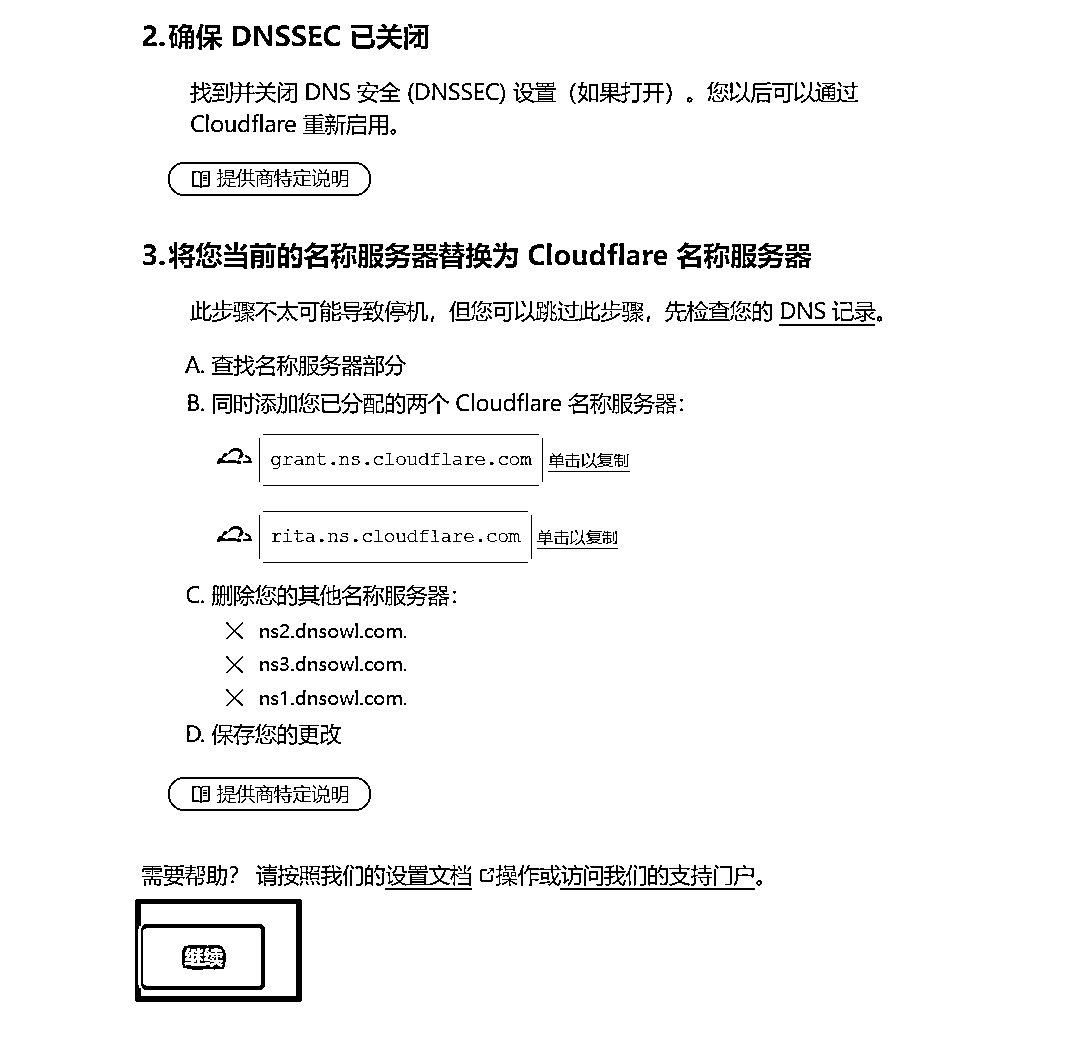 2.确保 DNSSEC 已关闭
找到并关闭 DNS 安全 (DNSSEC) 设置（如果打开）。您以后可以通过
Cloudflare 重新启用。
提供商特定说明
3.将您当前的名称服务器替换为 Cloudflare 名称服务器
此步骤不太可能导致停机，但您可以跳过此步骤，先检查您的 DNS 记录。
A. 查找名称服务器部分
B. 同时添加您已分配的两个 Cloudflare 名称服务器：
grant.ns.cloudflare.com 单击以复制
rita.ns.cloudflare.com 单击以复制
C. 删除您的其他名称服务器：
ns2.dnsowl.com.
ns3.dnsowl.com.
ns1.dnsowl.com.
D. 保存您的更改
提供商特定说明
需要帮助？ 请按照我们的设置文档 操作或访问我们的支持门户。
继续